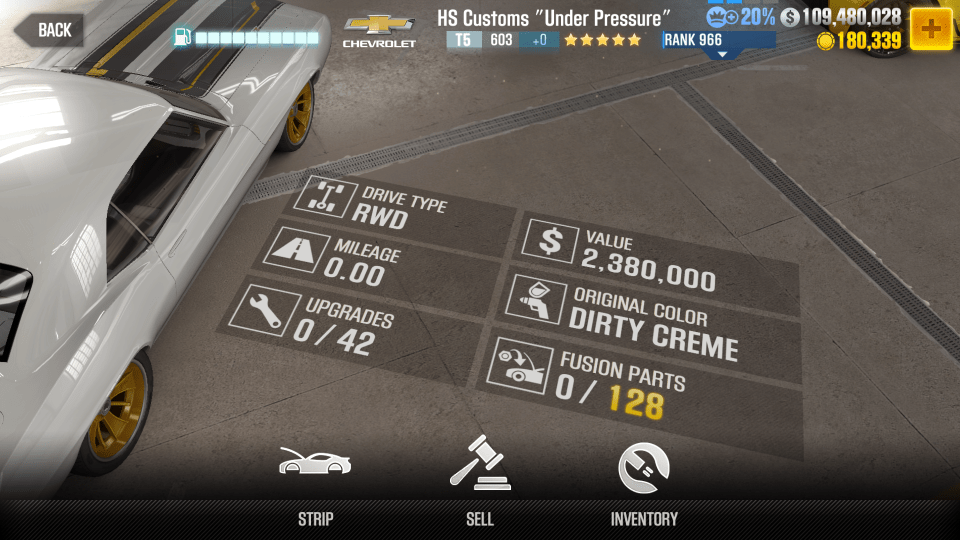 BACK
CHEVROLET
HS Customs "Under Pressure"
T5 603 +0
RANK 966
20% $ 109,480,028
180,339
DRIVE TYPE
RWD
MILEAGE
0.00
UPGRADES
0 / 42
$ VALUE
2,380,000
ORIGINAL COLOR
DIRTY CREME
FUSION PARTS
0 / 128
STRIP
SELL
INVENTORY